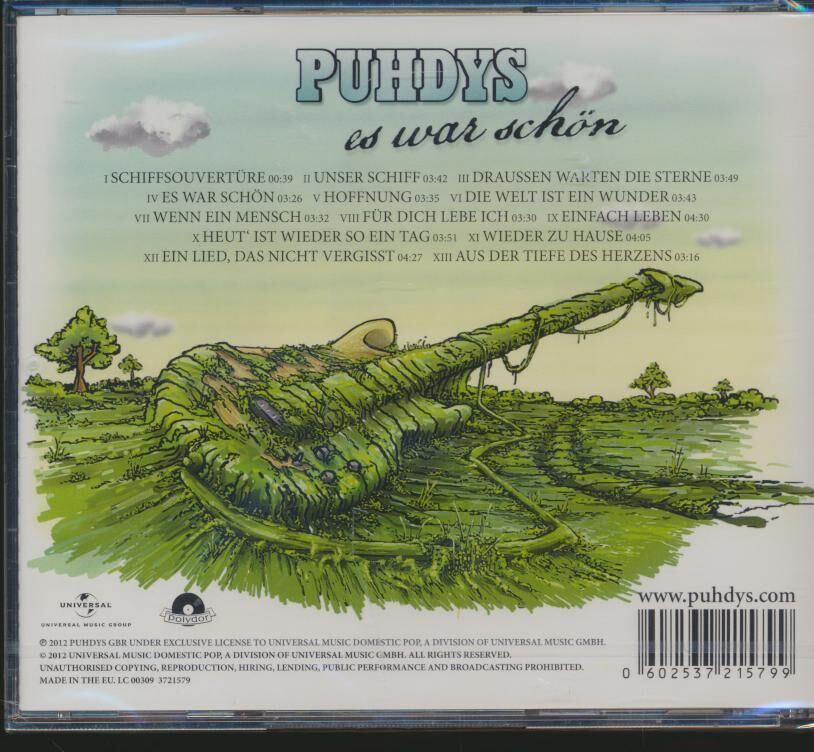 PUHDYS
es war schön
I SCHIFFSOUVERTÜRE 00:39 II UNSER SCHIFF 03:42 III DRAUSSEN WARTEN DIE STERNE 03:49
IV ES WAR SCHÖN 03:26 V HOFFNUNG 03:35 VI DIE WELT IST EIN WUNDER 03:43
VII WENN EIN MENSCH 03:32 VIII FÜR DICH LEBE ICH 03:30 IX EINFACH LEBEN 04:30
X HEUT‘ IST WIEDER SO EIN TAG 03:51 XI WIEDER ZU HAUSE 04:05
XII EIN LIED, DAS NICHT VERGISST 04:27 XIII AUS DER TIEFE DES HERZENS 03:16
www.puhdys.com
UNIVERSAL
UNIVERSAL MUSIC GROUP
polydor
℗ 2012 PUHDYS GBR UNDER EXCLUSIVE LICENSE TO UNIVERSAL MUSIC DOMESTIC POP, A DIVISION OF UNIVERSAL MUSIC GMBH.
© 2012 UNIVERSAL MUSIC DOMESTIC POP, A DIVISION OF UNIVERSAL MUSIC GMBH. ALL RIGHTS RESERVED.
UNAUTHORISED COPYING, REPRODUCTION, HIRING, LENDING, PUBLIC PERFORMANCE AND BROADCASTING PROHIBITED.
MADE IN THE EU. LC 00309 3721579
0 602537 215799